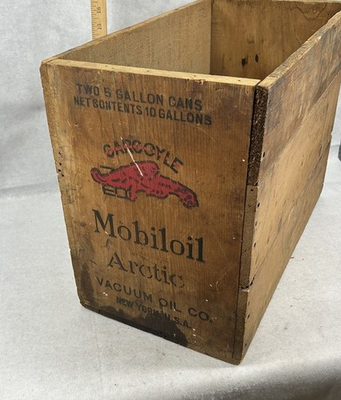 TWO 5 GALLON CANS
NET CONTENTS 10 GALLONS
GARGOYLE
Mobiloil
Arctic
VACUUM OIL CO.
NEW YORK U.S.A.